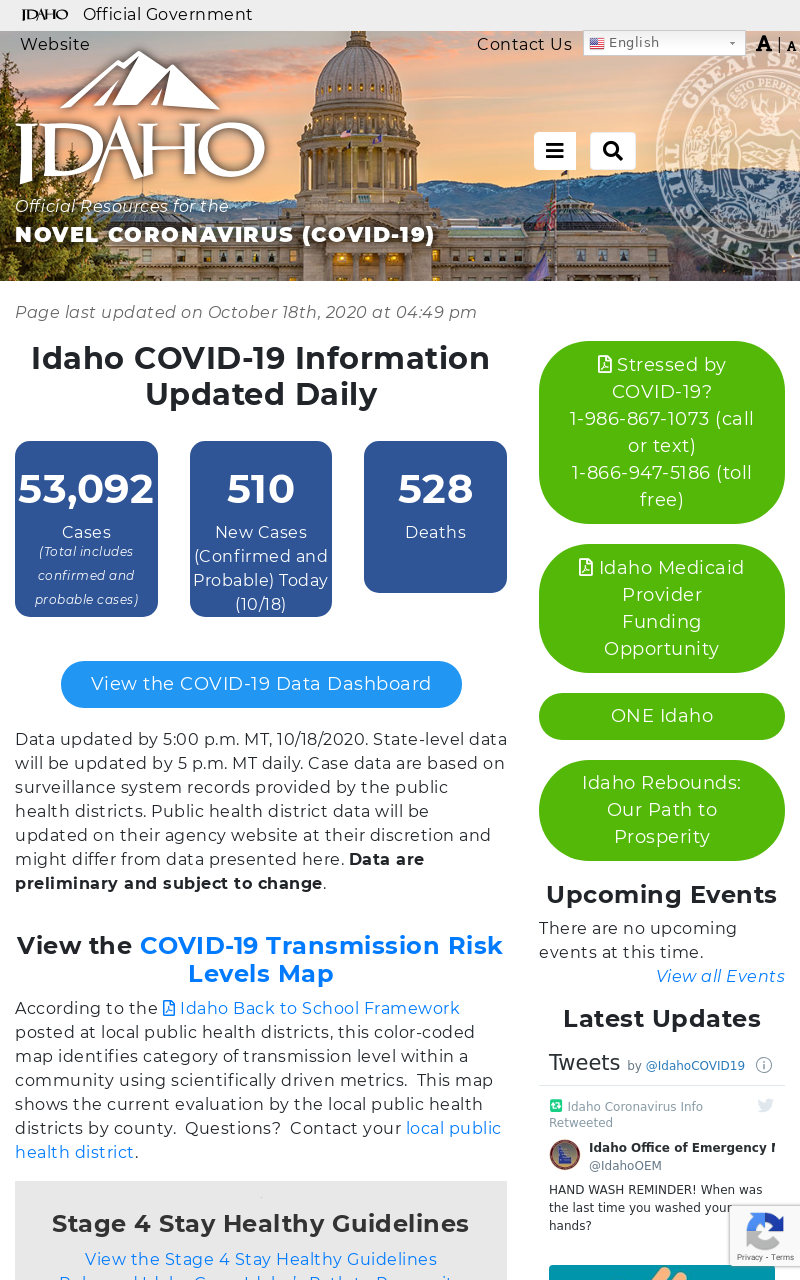 IDAHO Official Government
Website
Contact Us
English
A | A
IDAHO
GREAT SEAL
ESTO PERPETUA
THE STATE
Official Resources for the
NOVEL CORONAVIRUS (COVID-19)
Page last updated on October 18th, 2020 at 04:49 pm
Idaho COVID-19 Information
Updated Daily
53,092
Cases
(Total includes
confirmed and
probable cases)
510
New Cases
(Confirmed and
Probable) Today
(10/18)
528
Deaths
View the COVID-19 Data Dashboard
Data updated by 5:00 p.m. MT, 10/18/2020. State-level data
will be updated by 5 p.m. MT daily. Case data are based on
surveillance system records provided by the public
health districts. Public health district data will be
updated on their agency website at their discretion and
might differ from data presented here. Data are
preliminary and subject to change.
View the COVID-19 Transmission Risk
Levels Map
According to the Idaho Back to School Framework
posted at local public health districts, this color-coded
map identifies category of transmission level within a
community using scientifically driven metrics.  This map
shows the current evaluation by the local public health
districts by county.  Questions?  Contact your local public
health district.
Stage 4 Stay Healthy Guidelines
View the Stage 4 Stay Healthy Guidelines
Stressed by
COVID-19?
1-986-867-1073 (call
or text)
1-866-947-5186 (toll
free)
Idaho Medicaid
Provider
Funding
Opportunity
ONE Idaho
Idaho Rebounds:
Our Path to
Prosperity
Upcoming Events
There are no upcoming
events at this time.
View all Events
Latest Updates
Tweets by @IdahoCOVID19
Idaho Coronavirus Info
Retweeted
Idaho Office of Emergency
@IdahoOEM
HAND WASH REMINDER! When was
the last time you washed your
hands?
Privacy - Terms